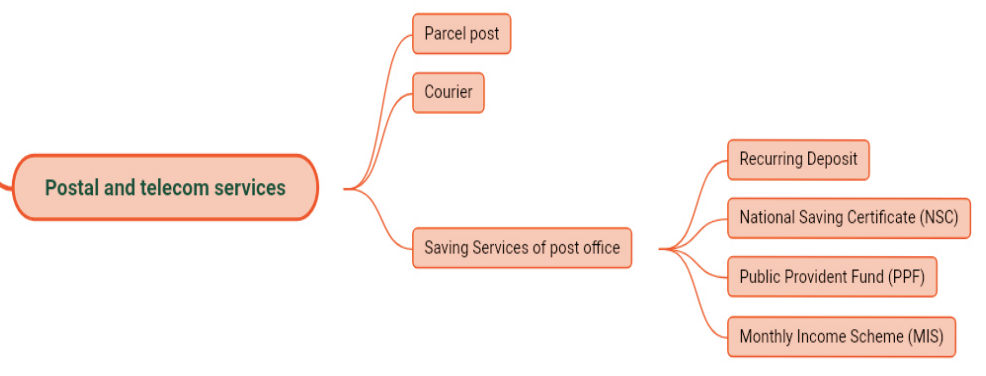 Postal and telecom services
Parcel post
Courier
Saving Services of post office
Recurring Deposit
National Saving Certificate (NSC)
Public Provident Fund (PPF)
Monthly Income Scheme (MIS)